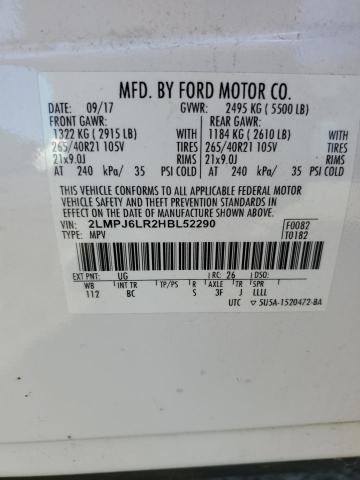 MFD. BY FORD MOTOR CO.
DATE: 09/17 GVWR: 2495 KG ( 5500 LB)
FRONT GAWR: REAR GAWR:
1322 KG ( 2915 LB) WITH 1184 KG ( 2610 LB) WITH
265/40R21 105V TIRES 265/40R21 105V TIRES
21x9.0J RIMS 21x9.0J RIMS
AT 240 kPa/ 35 PSI COLD AT 240 kPa/ 35 PSI COLD
THIS VEHICLE CONFORMS TO ALL APPLICABLE FEDERAL MOTOR
VEHICLE SAFETY AND BUMPER STANDARDS, AND THEFT PREVENTION
STANDARDS IN EFFECT ON THE DATE OF MANUFACTURE SHOWN ABOVE.
VIN: 2LMPJ6LR2HBL52290 F0082
TYPE: MPV T0182
EXT PNT: UG RC: 26 DSO:
WB INT TR TP/PS R AXLE TR SPR
112 BC S 3F J LLLL
UTC 5U5A-1520472-BA